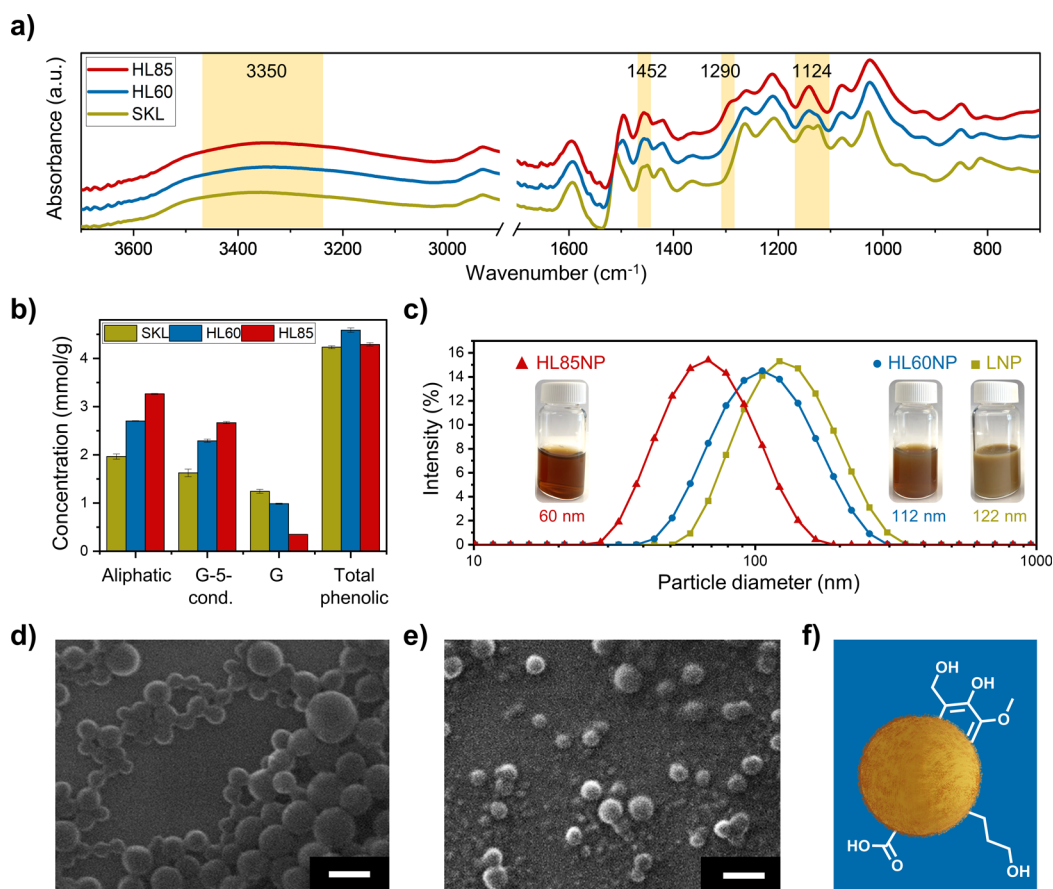 a)
HL85
HL60
SKL
3350
1452
1290
1124
Absorbance (a.u.)
3600
3400
3200
3000
1600
1400
1200
1000
800
Wavenumber (cm⁻¹)
b)
SKL
HL60
HL85
Concentration (mmol/g)
4
3
2
1
0
Aliphatic
G-5-
cond.
G
Total
phenolic
c)
HL85NP
HL60NP
LNP
Intensity (%)
16
14
12
10
8
6
4
2
0
60 nm
112 nm
122 nm
10
100
1000
Particle diameter (nm)
d)
e)
f)
OH
OH
O
HO
O
OH